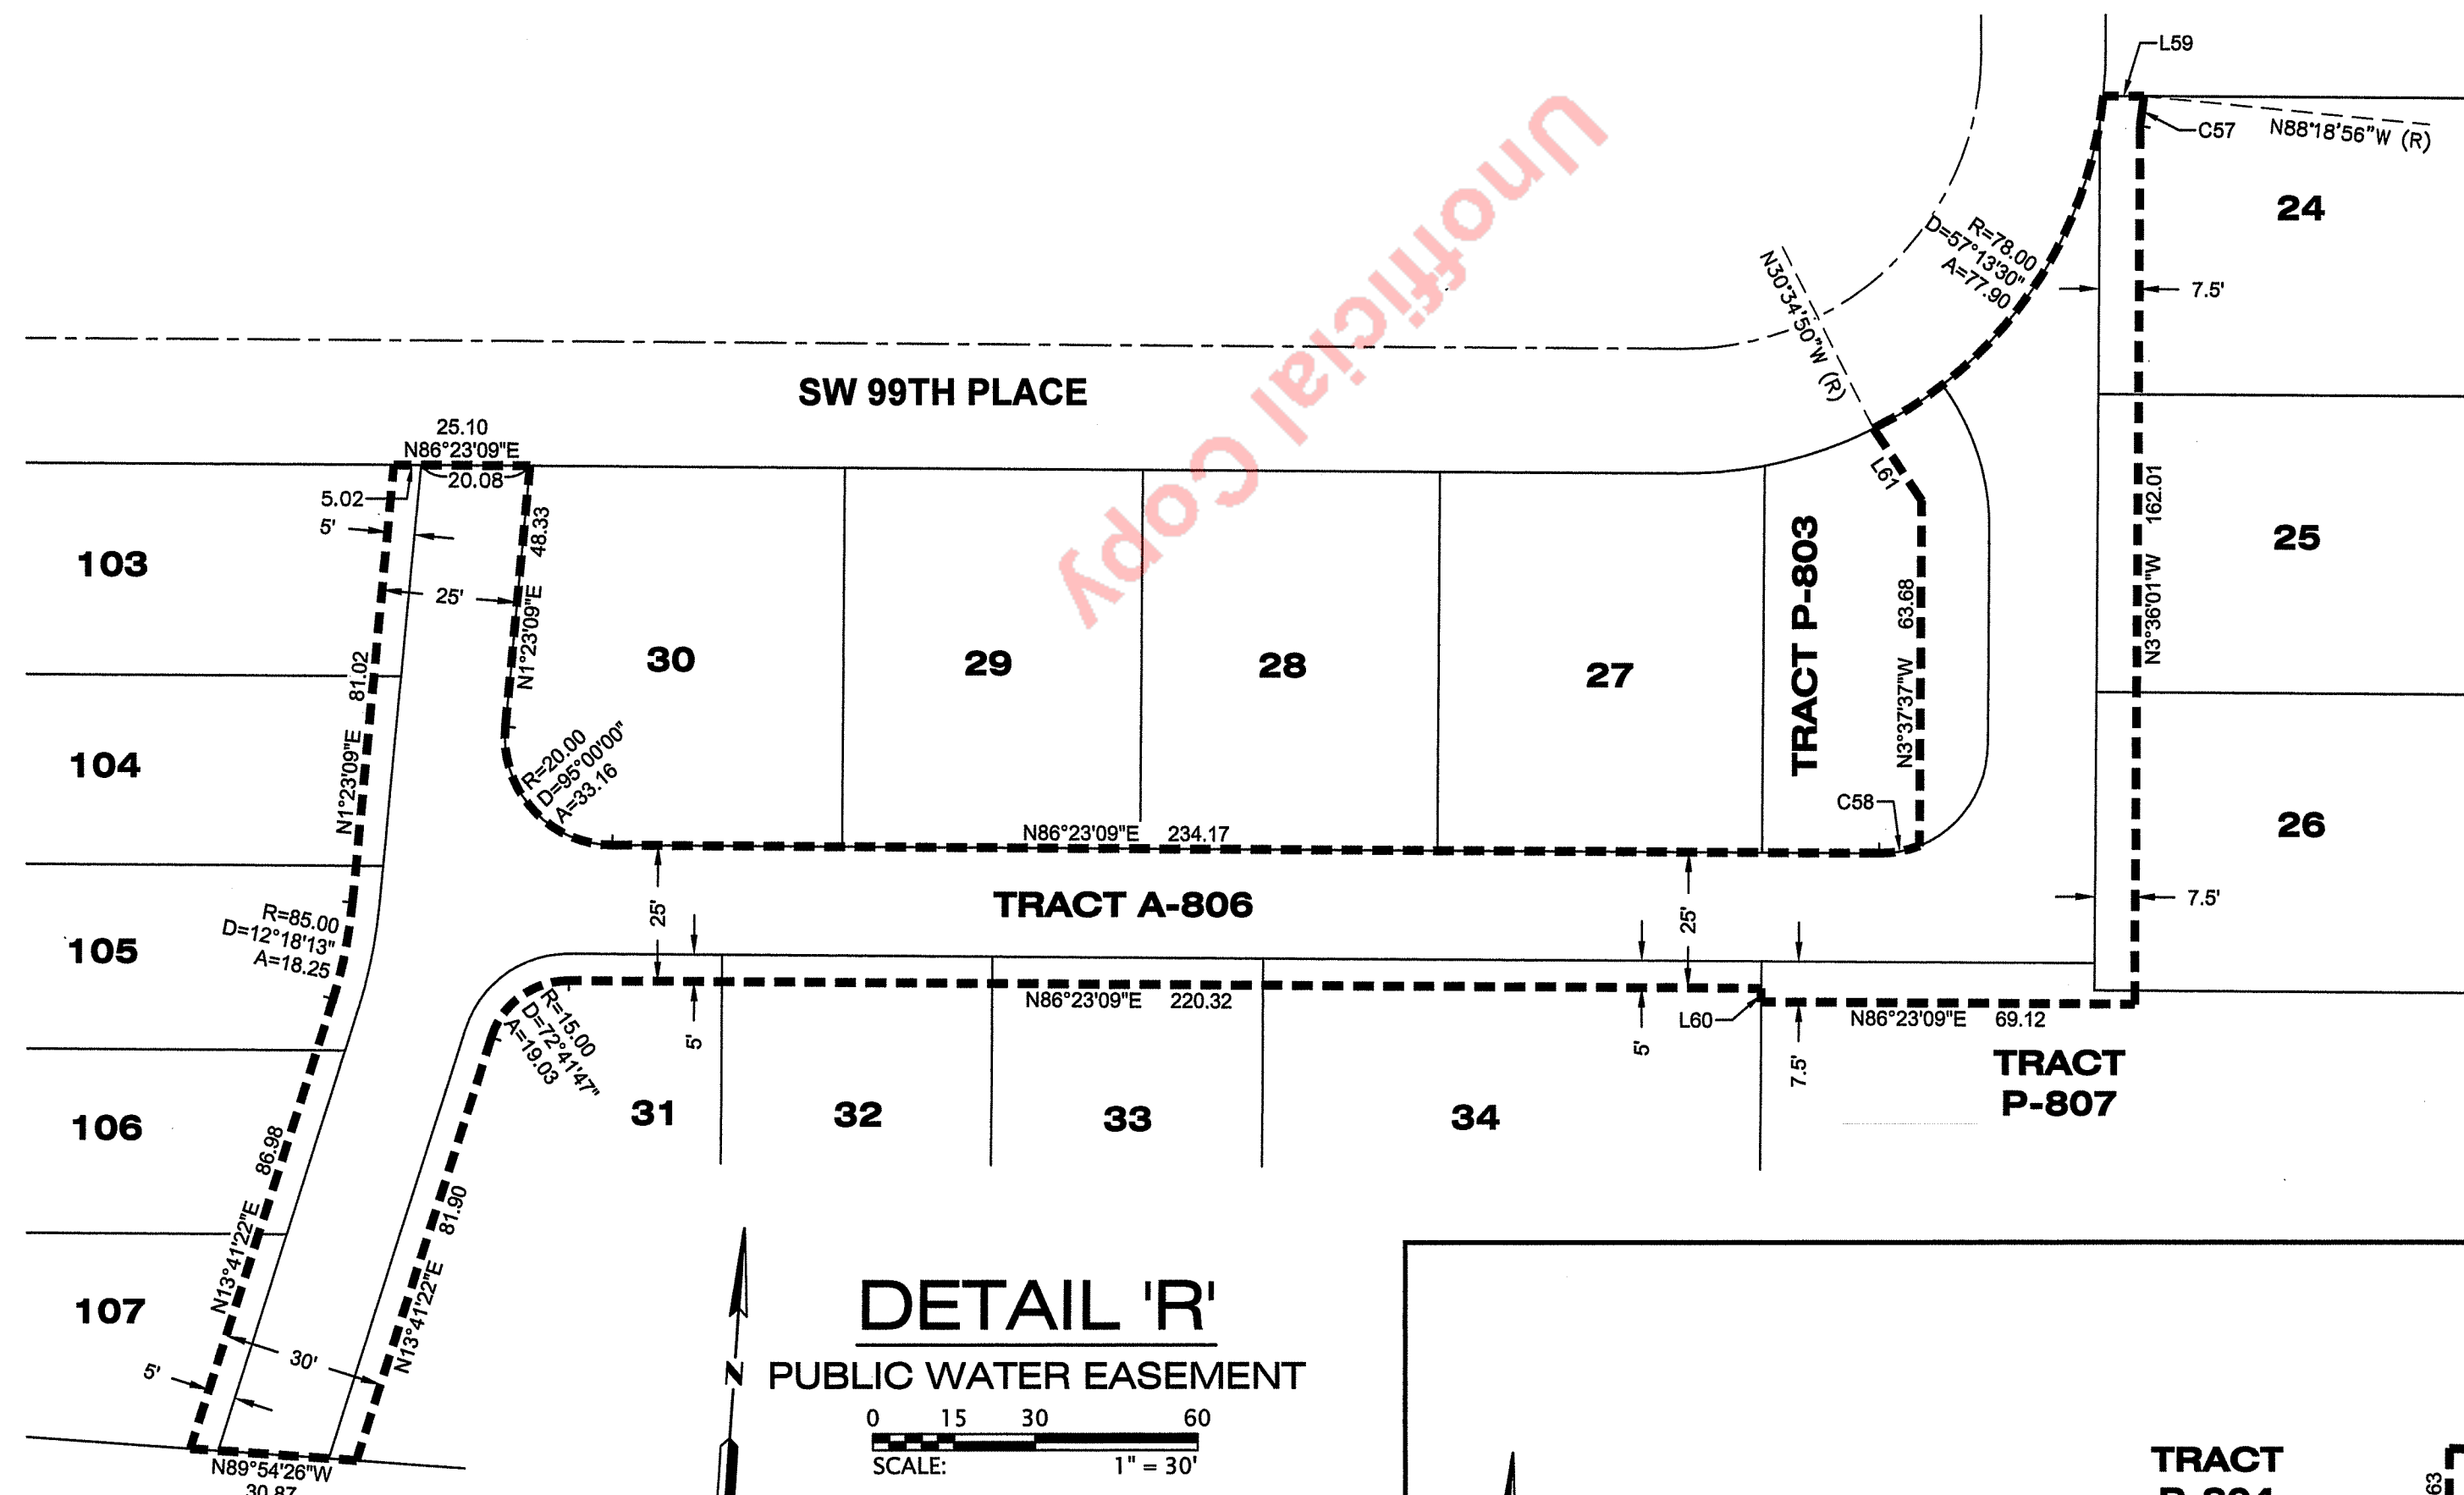 L59
C57
N88°18'56"W (R)
24
R=78.00
D=57°13'30"
A=77.90
7.5'
N30°34'50"W (R)
Unofficial Copy
SW 99TH PLACE
25.10
N86°23'09"E
20.08
5.02
5'
25'
48.33
N1°23'09"E
L61
103
30
29
28
27
TRACT P-803
63.68
N3°37'37"W
162.01
N3°36'01"W
25
81.02
N1°23'09"E
104
R=20.00
D=95°00'00"
A=33.16
C58
26
N86°23'09"E 234.17
TRACT A-806
7.5'
R=85.00
D=12°18'13"
A=18.25
105
25'
25'
N86°23'09"E 220.32
L60
N86°23'09"E 69.12
5'
5'
7.5'
R=15.00
D=72°41'47"
A=19.03
TRACT
P-807
106
31
32
33
34
86.98
N13°41'22"E
81.90
N13°41'22"E
107
30'
5'
N89°54'26"W
30.87
DETAIL 'R'
N
PUBLIC WATER EASEMENT
0 15 30 60
SCALE: 1" = 30'
TRACT
63